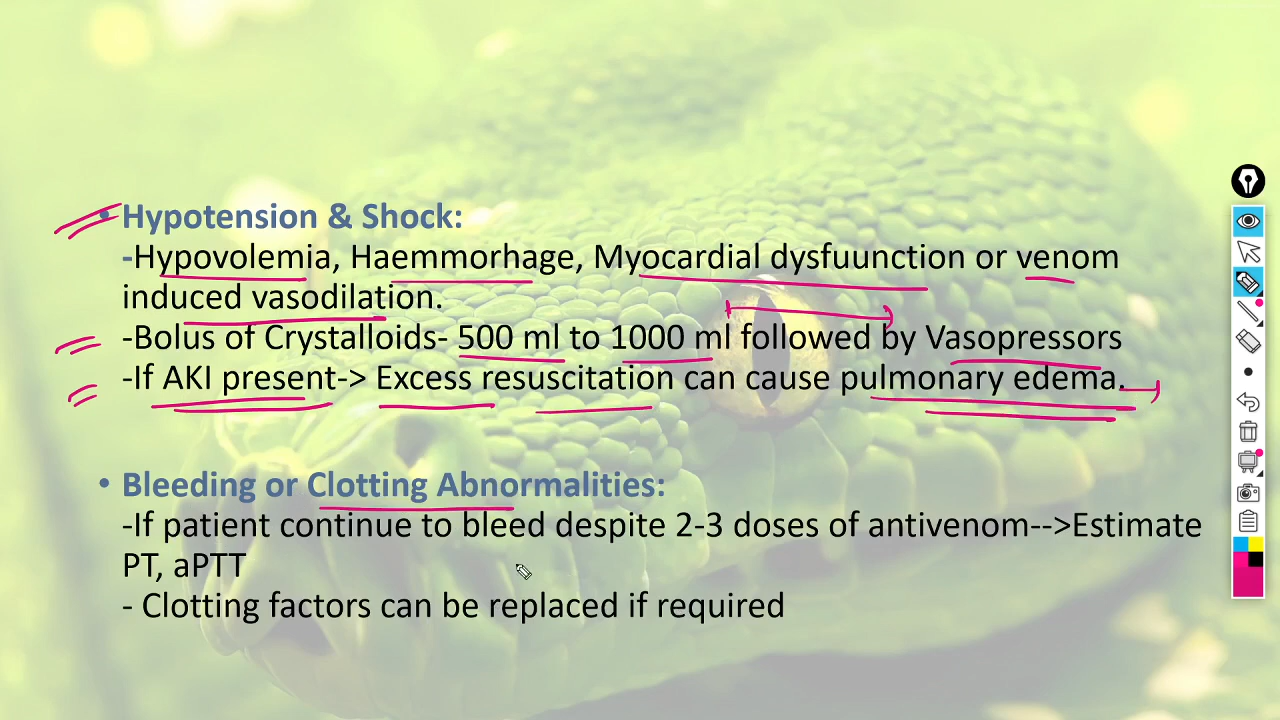 • Hypotension & Shock:
-Hypovolemia, Haemmorhage, Myocardial dysfuunction or venom
induced vasodilation.
-Bolus of Crystalloids- 500 ml to 1000 ml followed by Vasopressors
-If AKI present-> Excess resuscitation can cause pulmonary edema.
• Bleeding or Clotting Abnormalities:
-If patient continue to bleed despite 2-3 doses of antivenom-->Estimate
PT, aPTT
- Clotting factors can be replaced if required